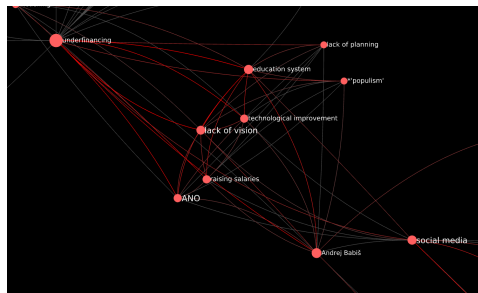 underfinancing
lack of planning
education system
"populism'
technological improvement
lack of vision
raising salaries
ANO
social media
Andrej Babiš